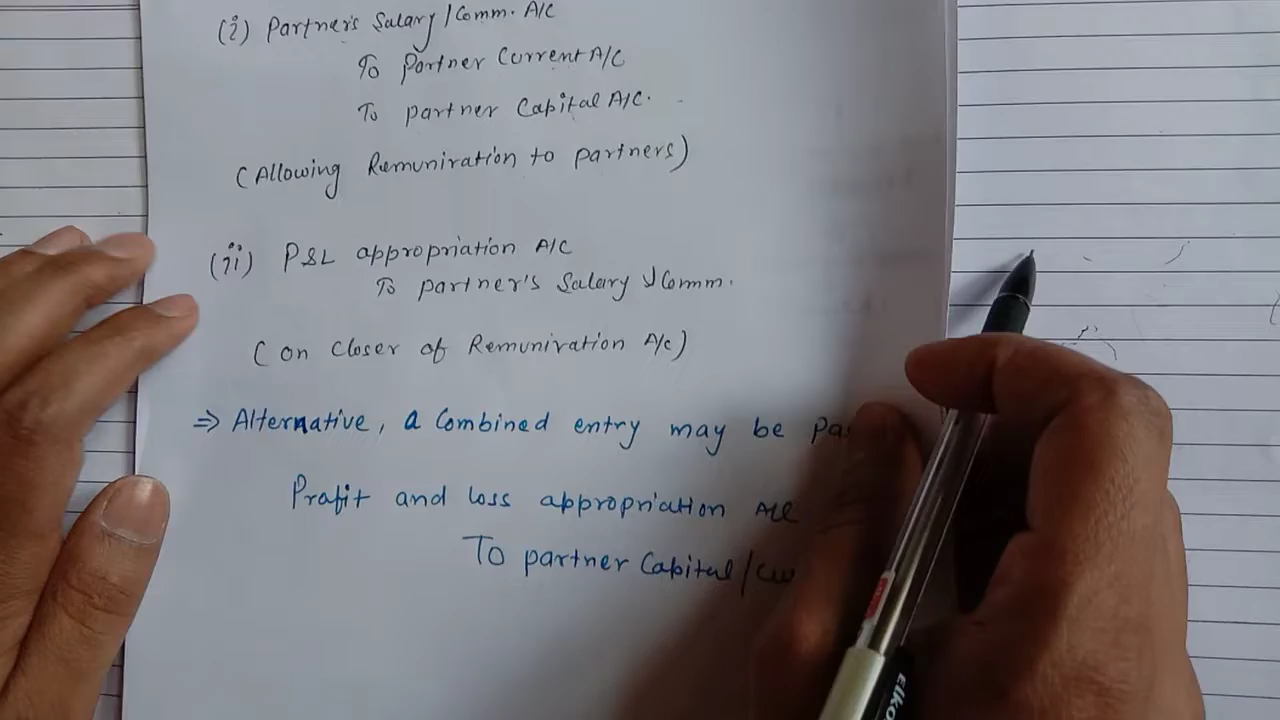 (i) Partner's Salary/Comm. A/C
To Partner Current A/C
To partner Capital A/C.
(Allowing Remuniration to partners)
(ii) P&L appropriation A/C
To partner's Salary /Comm.
(on Closer of Remuniration A/c)
⇒ Alternative, a Combined entry may be
Profit and loss appropriation A/c
To partner Capital/
Elko